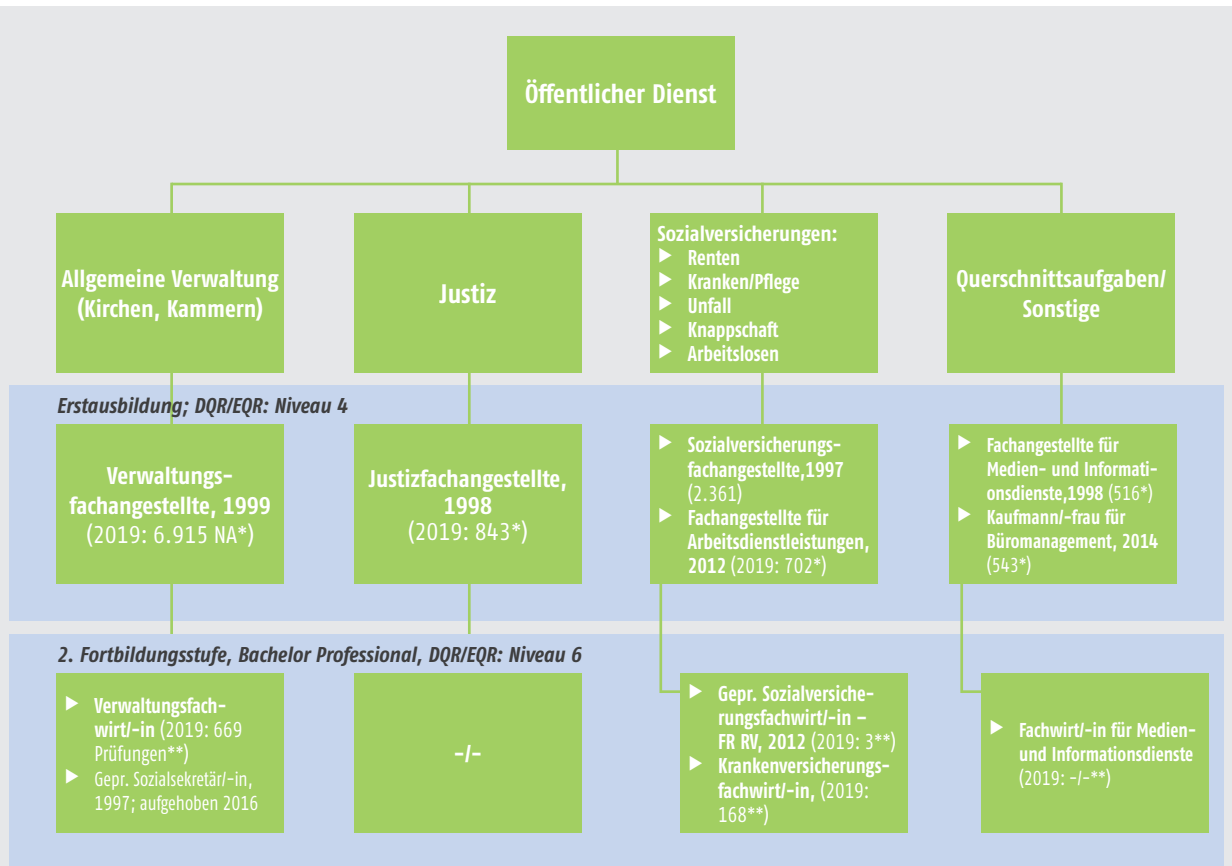 Öffentlicher Dienst
Allgemeine Verwaltung
(Kirchen, Kammern)
Justiz
Sozialversicherungen:
▶ Renten
▶ Kranken/Pflege
▶ Unfall
▶ Knappschaft
▶ Arbeitslosen
Querschnittsaufgaben/
Sonstige
Erstausbildung; DQR/EQR: Niveau 4
Verwaltungs-
fachangestellte, 1999
(2019: 6.915 NA*)
Justizfachangestellte,
1998
(2019: 843*)
▶ Sozialversicherungs-
fachangestellte,1997
(2.361)
▶ Fachangestellte für
Arbeitsdienstleistungen,
2012 (2019: 702*)
▶ Fachangestellte für
Medien- und Informati-
onsdienste,1998 (516*)
▶ Kaufmann/-frau für
Büromanagement, 2014
(543*)
2. Fortbildungsstufe, Bachelor Professional, DQR/EQR: Niveau 6
▶ Verwaltungsfach-
wirt/-in (2019: 669
Prüfungen**)
▶ Gepr. Sozialsekretär/-in,
1997; aufgehoben 2016
-/-
▶ Gepr. Sozialversiche-
rungsfachwirt/-in –
FR RV, 2012 (2019: 3**)
▶ Krankenversicherungs-
fachwirt/-in, (2019:
168**)
▶ Fachwirt/-in für Medien-
und Informationsdienste
(2019: -/-**)